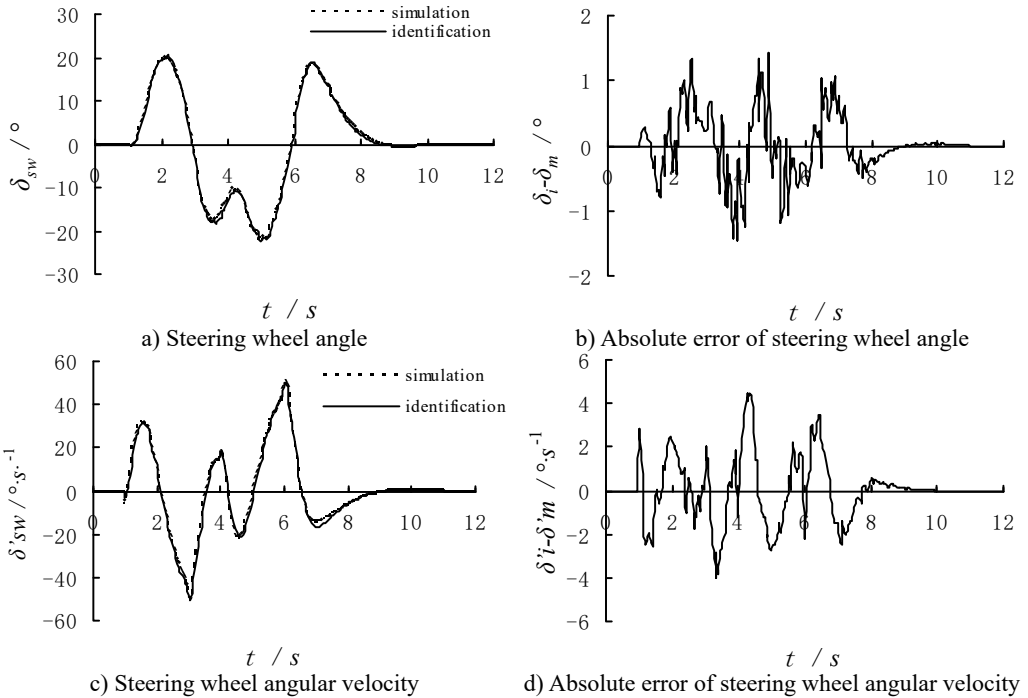 30
simulation
identification
20
10
0
0 2 4 6 8 10 12
-10
-20
-30
δsw / °
t / s
a) Steering wheel angle
2
1
0
0 2 4 6 8 10 12
-1
-2
δi-δm / °
t / s
b) Absolute error of steering wheel angle
60
simulation
40
identification
20
0
0 2 4 6 8 10 12
-20
-40
-60
δ'sw / °·s·-1
t / s
c) Steering wheel angular velocity
6
4
2
0
0 2 4 6 8 10 12
-2
-4
-6
δ'i-δ'm / °·s-1
t / s
d) Absolute error of steering wheel angular velocity